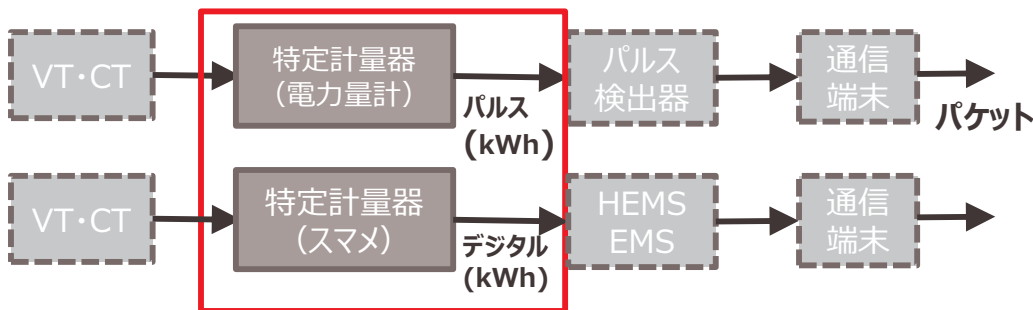 VT・CT
特定計量器
（電力量計）
パルス
(kWh)
パルス
検出器
通信
端末
パケット
VT・CT
特定計量器
（スマメ）
デジタル
(kWh)
HEMS
EMS
通信
端末